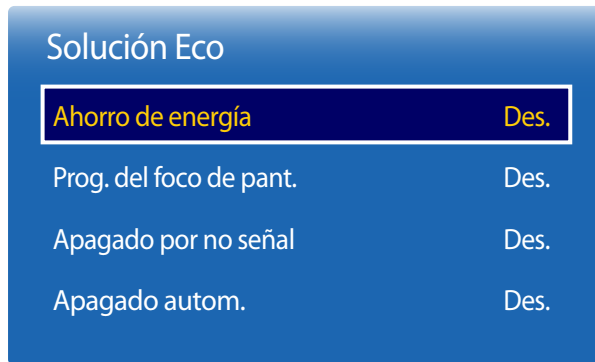 Solución Eco
Ahorro de energía Des.
Prog. del foco de pant. Des.
Apagado por no señal Des.
Apagado autom. Des.